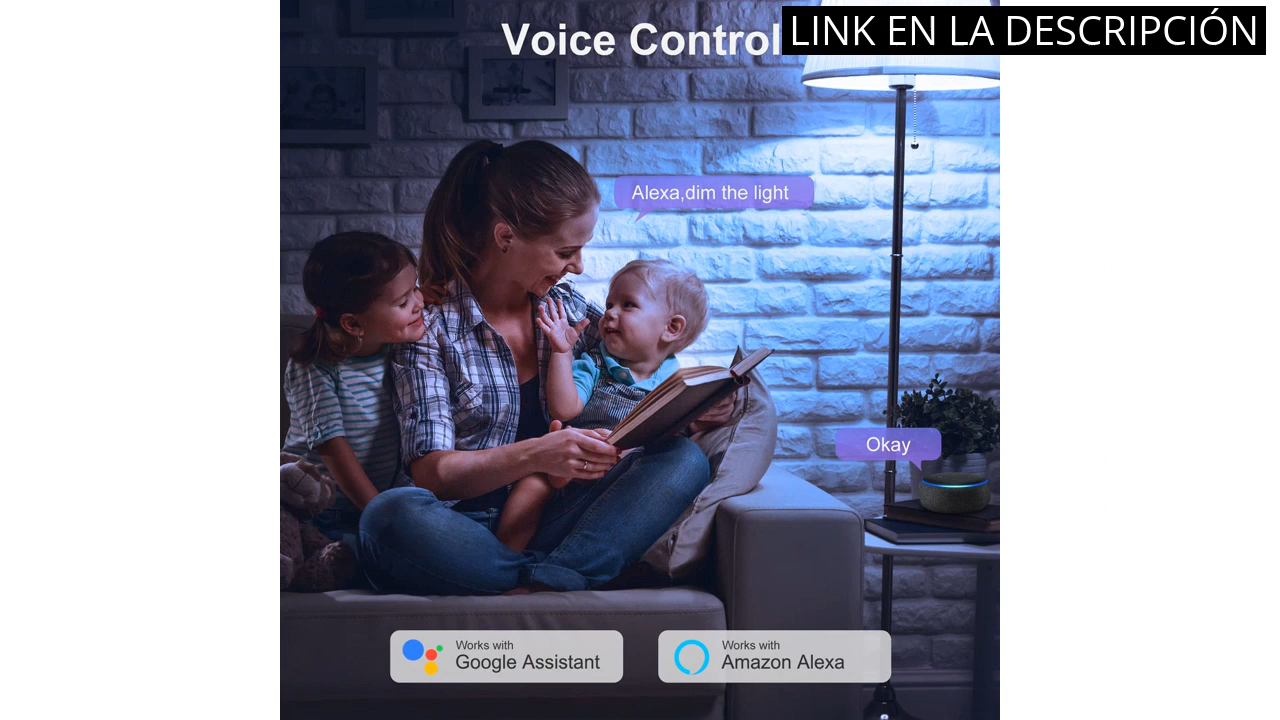 Voice Control
LINK EN LA DESCRIPCIÓN
Alexa,dim the light
Okay
Works with
Google Assistant
Works with
Amazon Alexa